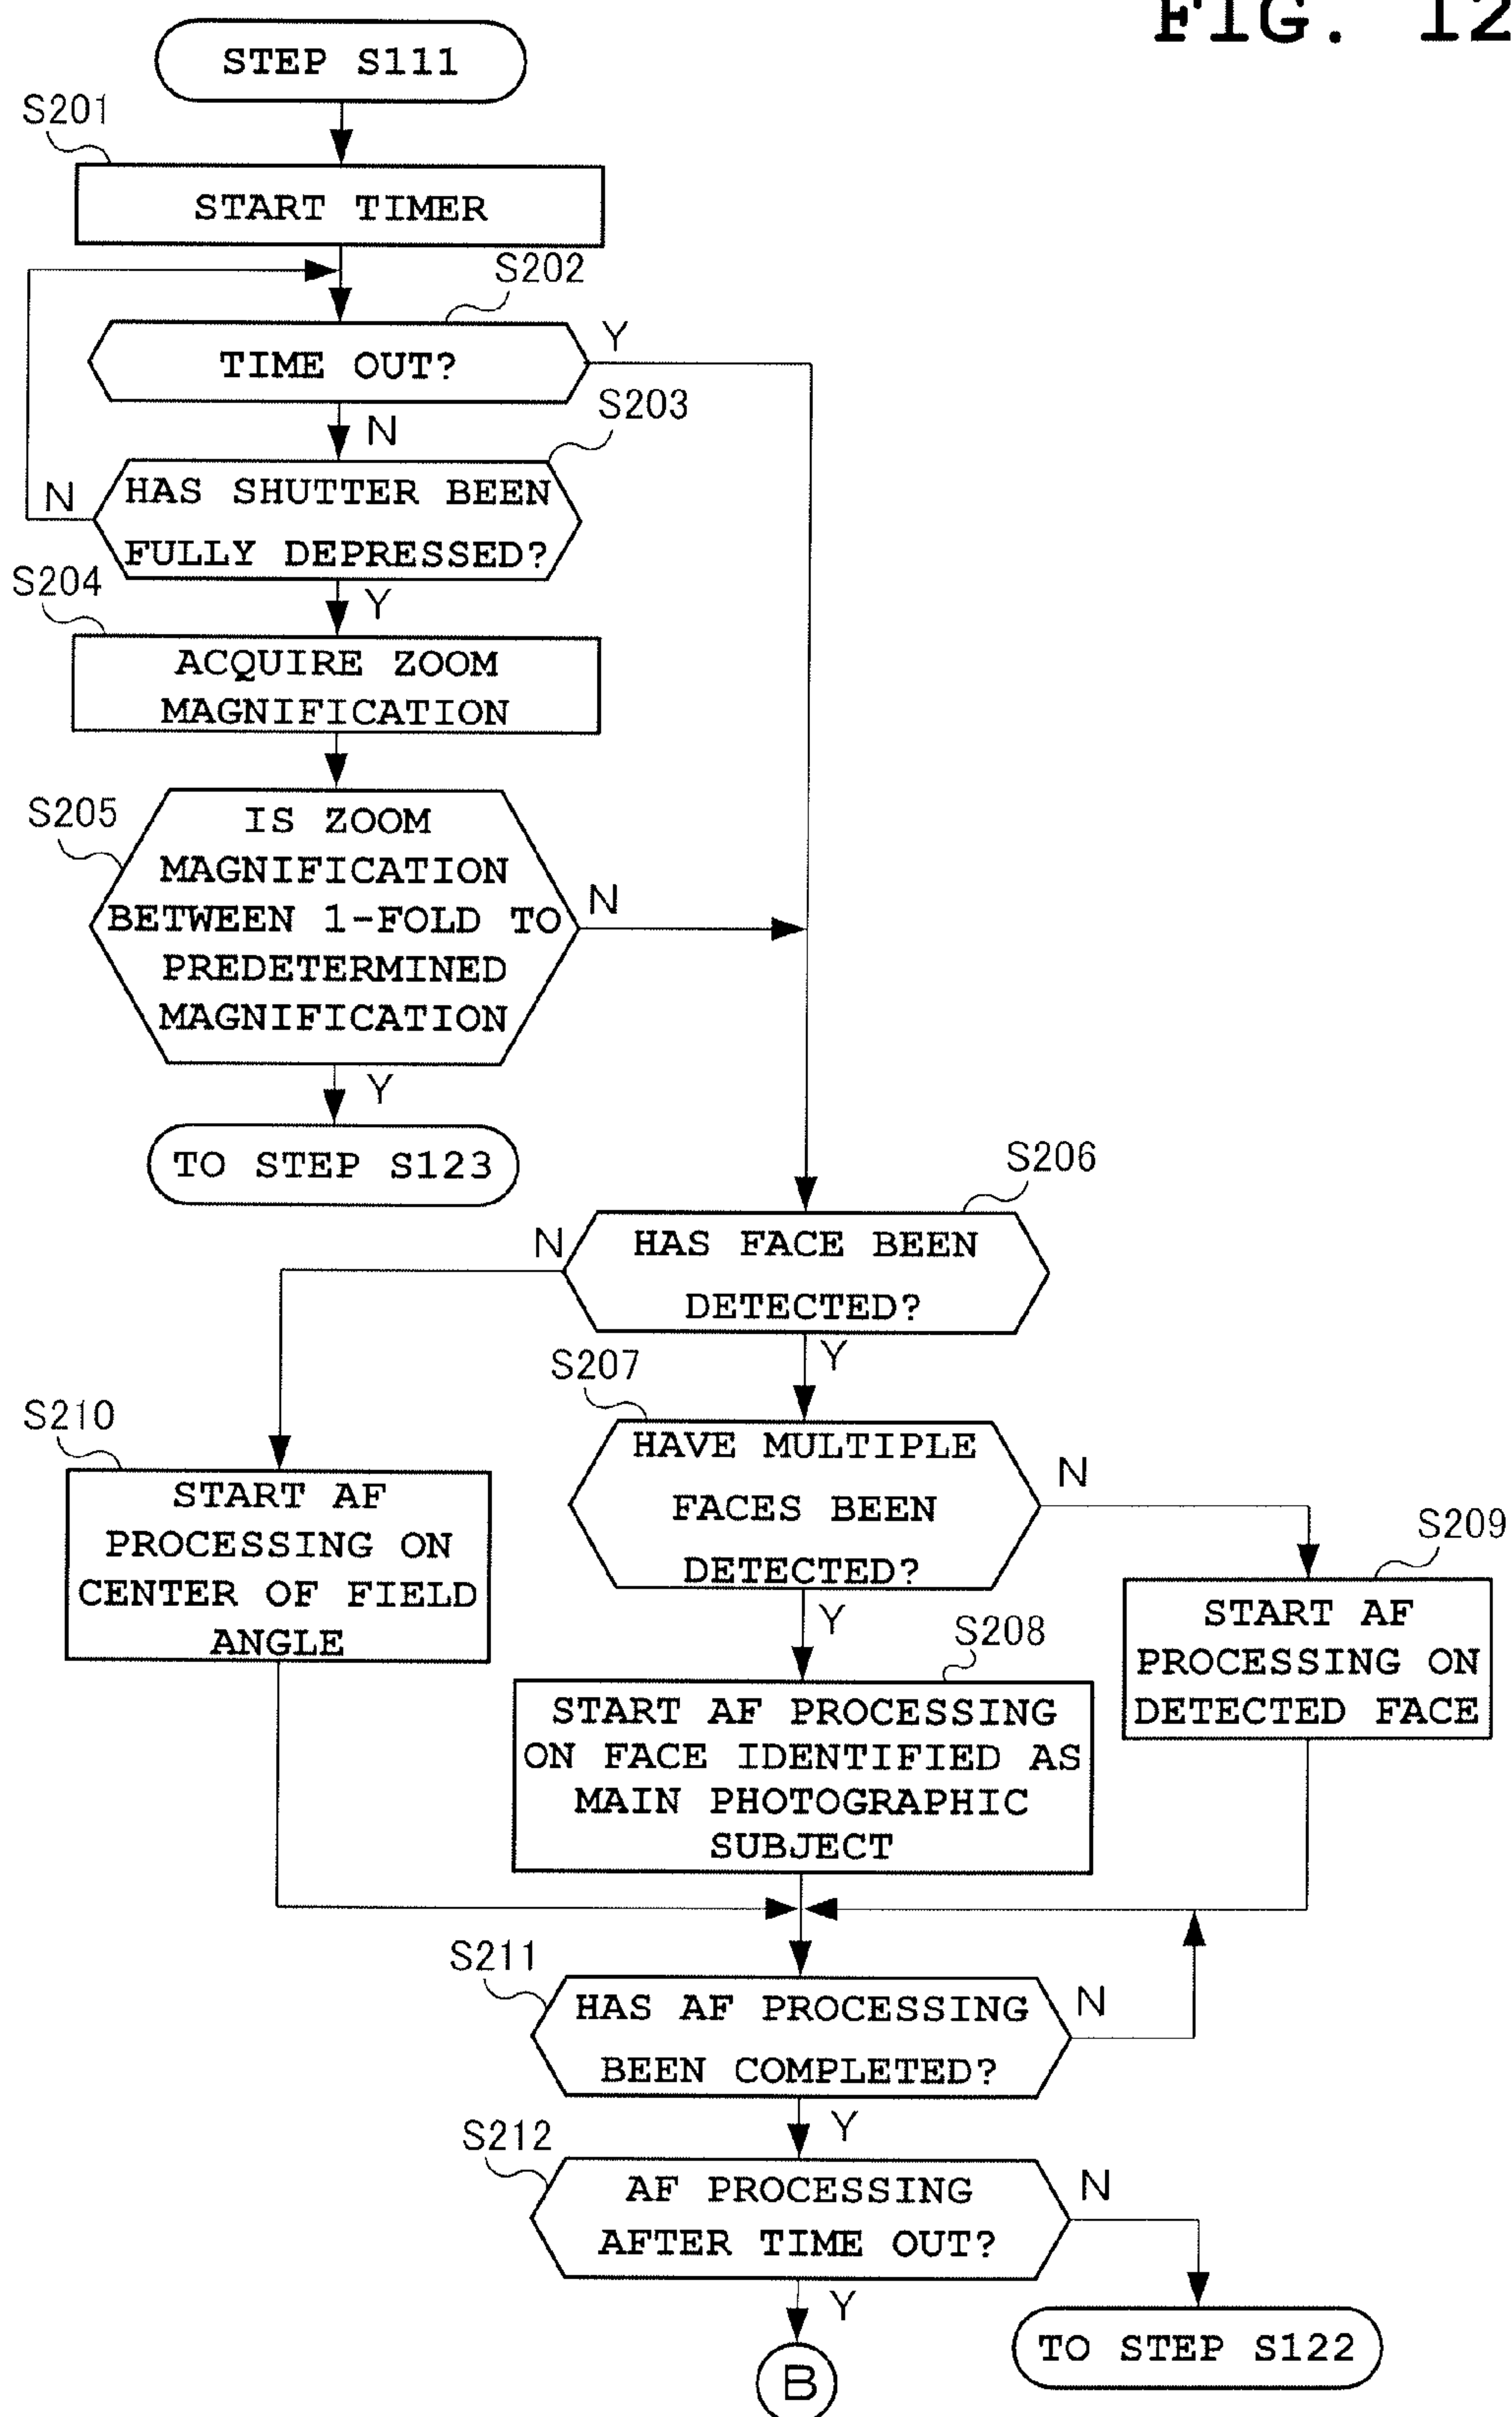 FIG. 12
STEP S111
S201
START TIMER
S202
TIME OUT?
Y
N
S203
HAS SHUTTER BEEN
FULLY DEPRESSED?
N
Y
S204
ACQUIRE ZOOM
MAGNIFICATION
S205
IS ZOOM
MAGNIFICATION
BETWEEN 1-FOLD TO
PREDETERMINED
MAGNIFICATION
N
Y
TO STEP S123
S206
HAS FACE BEEN
DETECTED?
N
Y
S207
HAVE MULTIPLE
FACES BEEN
DETECTED?
N
Y
S210
START AF
PROCESSING ON
CENTER OF FIELD
ANGLE
S209
START AF
PROCESSING ON
DETECTED FACE
S208
START AF PROCESSING
ON FACE IDENTIFIED AS
MAIN PHOTOGRAPHIC
SUBJECT
S211
HAS AF PROCESSING
BEEN COMPLETED?
N
Y
S212
AF PROCESSING
AFTER TIME OUT?
N
Y
TO STEP S122
B